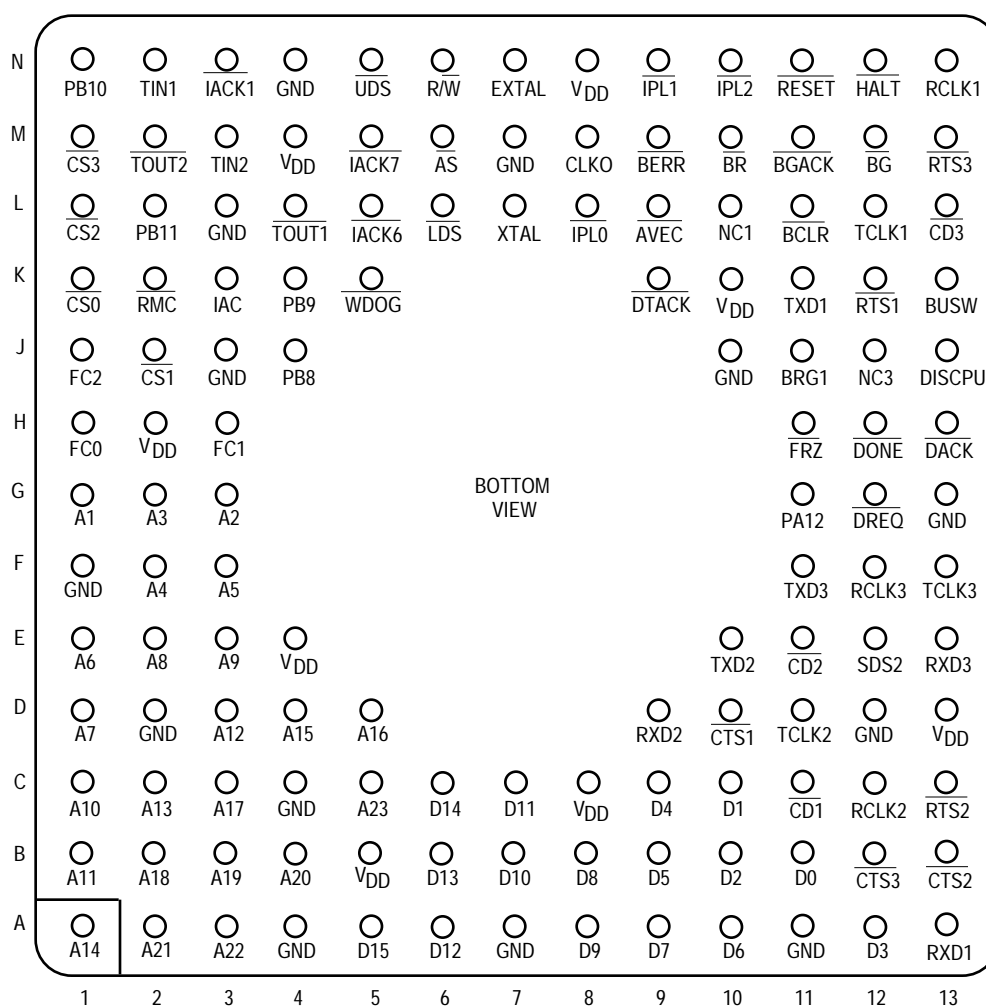 N
PB10 TIN1 IACK1 GND UDS R/W EXTAL VDD IPL1 IPL2 RESET HALT RCLK1
M
CS3 TOUT2 TIN2 VDD IACK7 AS GND CLKO BERR BR BGACK BG RTS3
L
CS2 PB11 GND TOUT1 IACK6 LDS XTAL IPL0 AVEC NC1 BCLR TCLK1 CD3
K
CS0 RMC IAC PB9 WDOG DTACK VDD TXD1 RTS1 BUSW
J
FC2 CS1 GND PB8 GND BRG1 NC3 DISCPU
H
FC0 VDD FC1 FRZ DONE DACK
G
BOTTOM
VIEW
A1 A3 A2 PA12 DREQ GND
F
GND A4 A5 TXD3 RCLK3 TCLK3
E
A6 A8 A9 VDD TXD2 CD2 SDS2 RXD3
D
A7 GND A12 A15 A16 RXD2 CTS1 TCLK2 GND VDD
C
A10 A13 A17 GND A23 D14 D11 VDD D4 D1 CD1 RCLK2 RTS2
B
A11 A18 A19 A20 VDD D13 D10 D8 D5 D2 D0 CTS3 CTS2
A
A14 A21 A22 GND D15 D12 GND D9 D7 D6 GND D3 RXD1
1 2 3 4 5 6 7 8 9 10 11 12 13